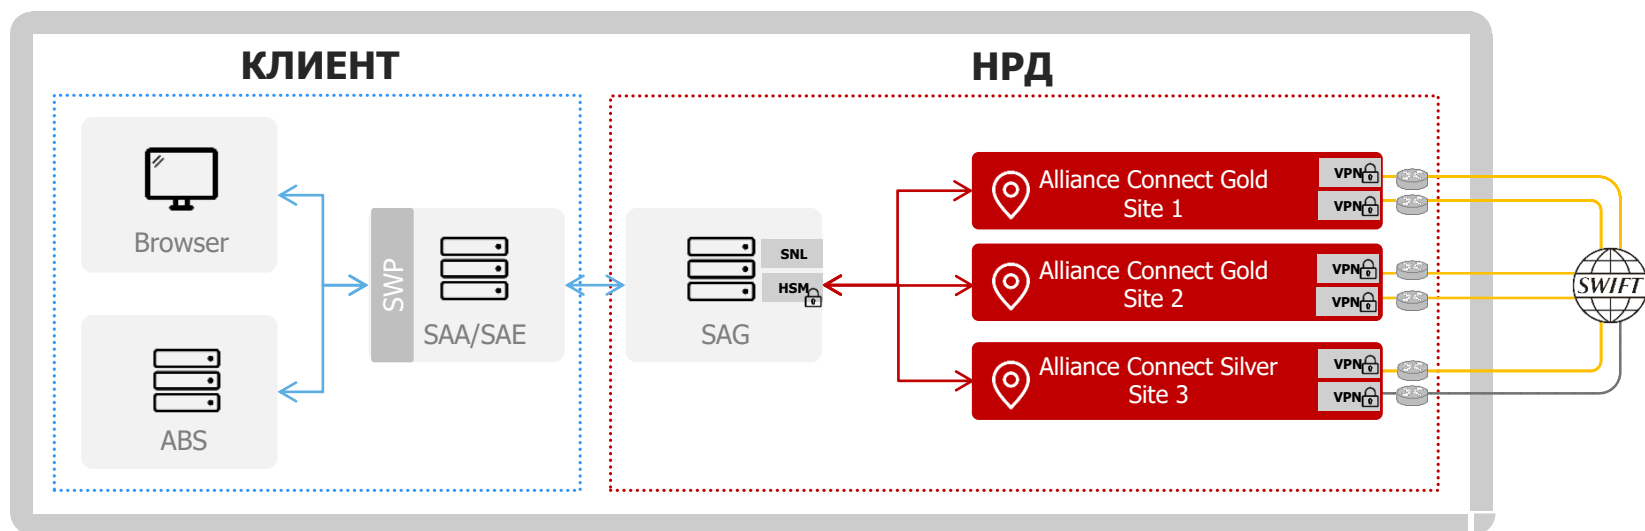 КЛИЕНТ
НРД
Browser
ABS
SWP
SAA/SAE
SNL
HSM
SAG
Alliance Connect Gold
Site 1
VPN
VPN
Alliance Connect Gold
Site 2
VPN
VPN
Alliance Connect Silver
Site 3
VPN
VPN
SWIFT